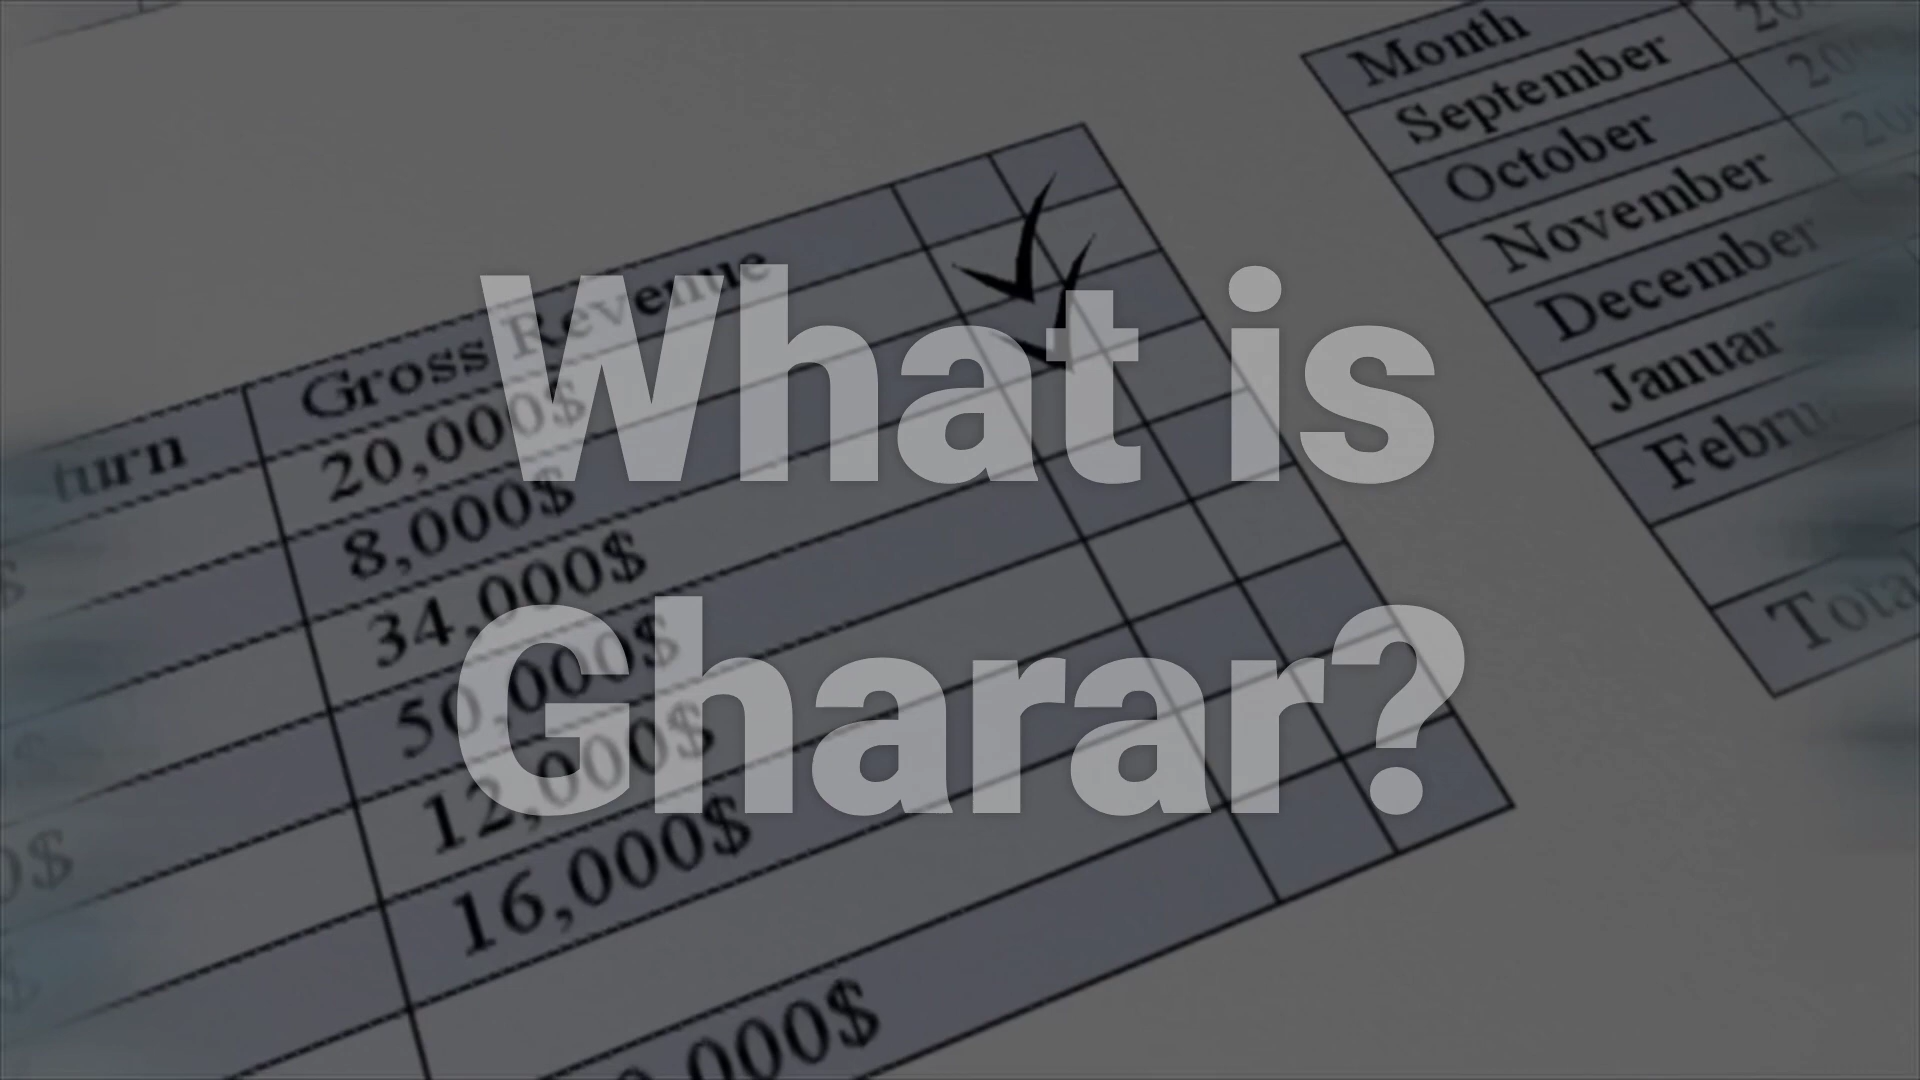 What is
Gharar?
Gross Revenue
20,000$
8,000$
34,000$
50,000$
12,000$
16,000$
Month
September
October
November
December
Januar